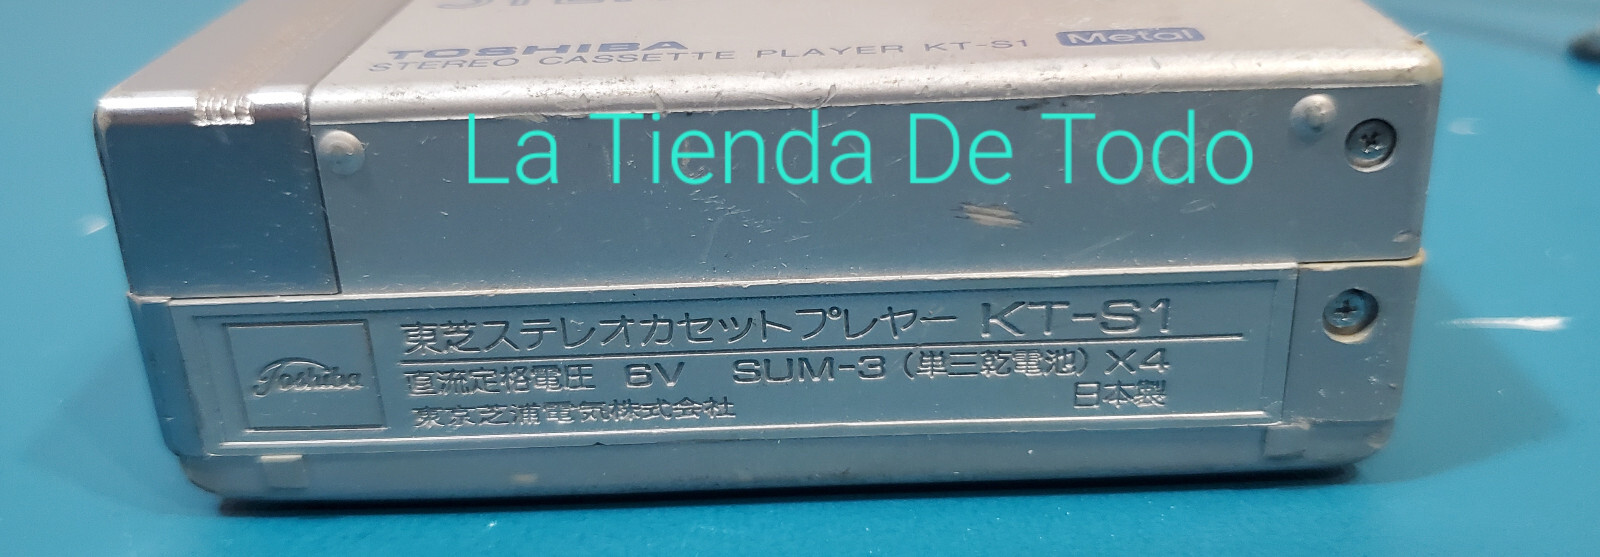 TOSHIBA
STEREO CASSETTE PLAYER KT-S1 Metal
La Tienda De Todo
Toshiba
東芝ステレオカセットプレヤー KT-S1
直流定格電圧 6V SUM-3 (単三乾電池) X4
東京芝浦電気株式会社 日本製